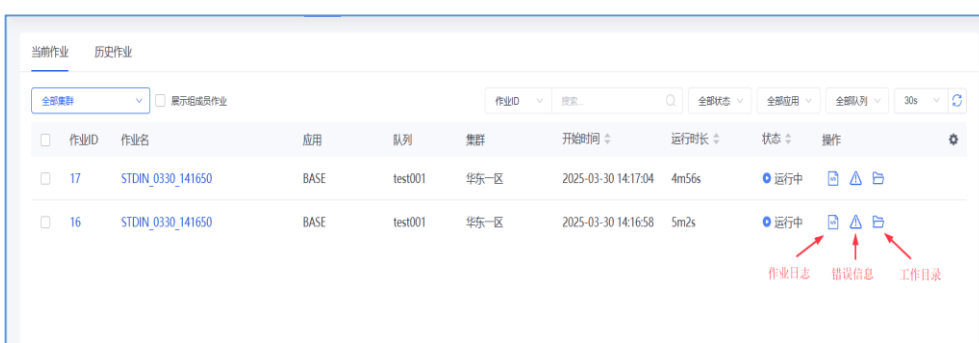 当前作业 历史作业
全部集群 展示组成员作业 作业ID 搜索... 全部状态 全部应用 全部队列 30s
作业ID 作业名 应用 队列 集群 开始时间 运行时长 状态 操作
17 STDIN_0330_141650 BASE test001 华东一区 2025-03-30 14:17:04 4m56s 运行中
16 STDIN_0330_141650 BASE test001 华东一区 2025-03-30 14:16:58 5m2s 运行中
作业日志 错误信息 工作目录